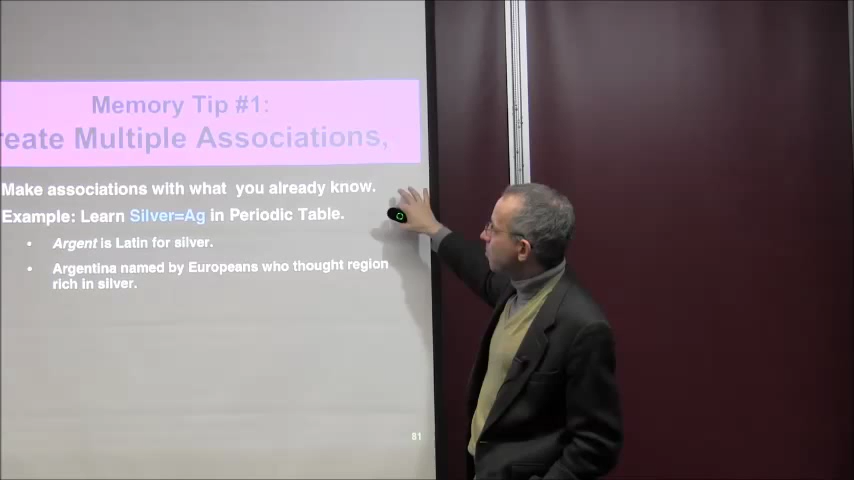 Memory Tip #1:
reate Multiple Associations,
Make associations with what you already know.
Example: Learn Silver=Ag in Periodic Table.
• Argent is Latin for silver.
• Argentina named by Europeans who thought region
rich in silver.
81